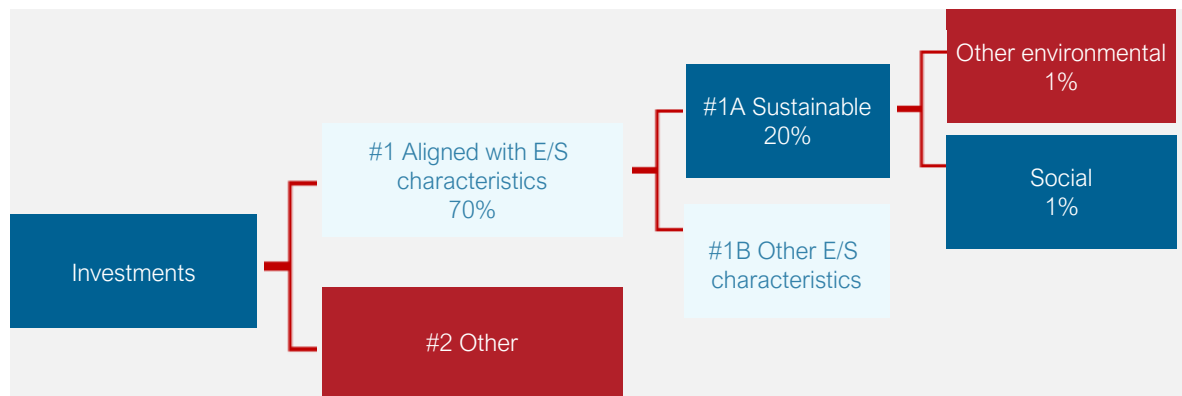 Investments
#1 Aligned with E/S
characteristics
70%
#2 Other
#1A Sustainable
20%
#1B Other E/S
characteristics
Other environmental
1%
Social
1%